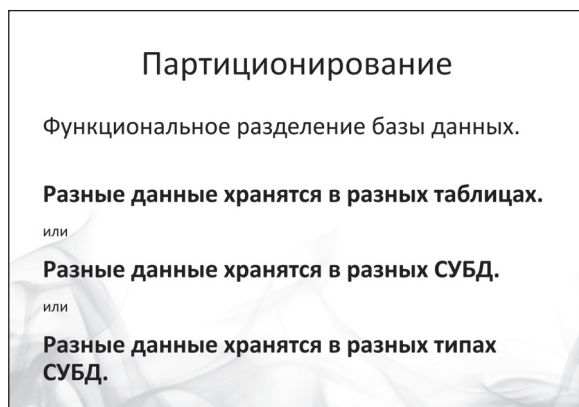 Партиционирование
Функциональное разделение базы данных.
Разные данные хранятся в разных таблицах.
или
Разные данные хранятся в разных СУБД.
или
Разные данные хранятся в разных типах
СУБД.